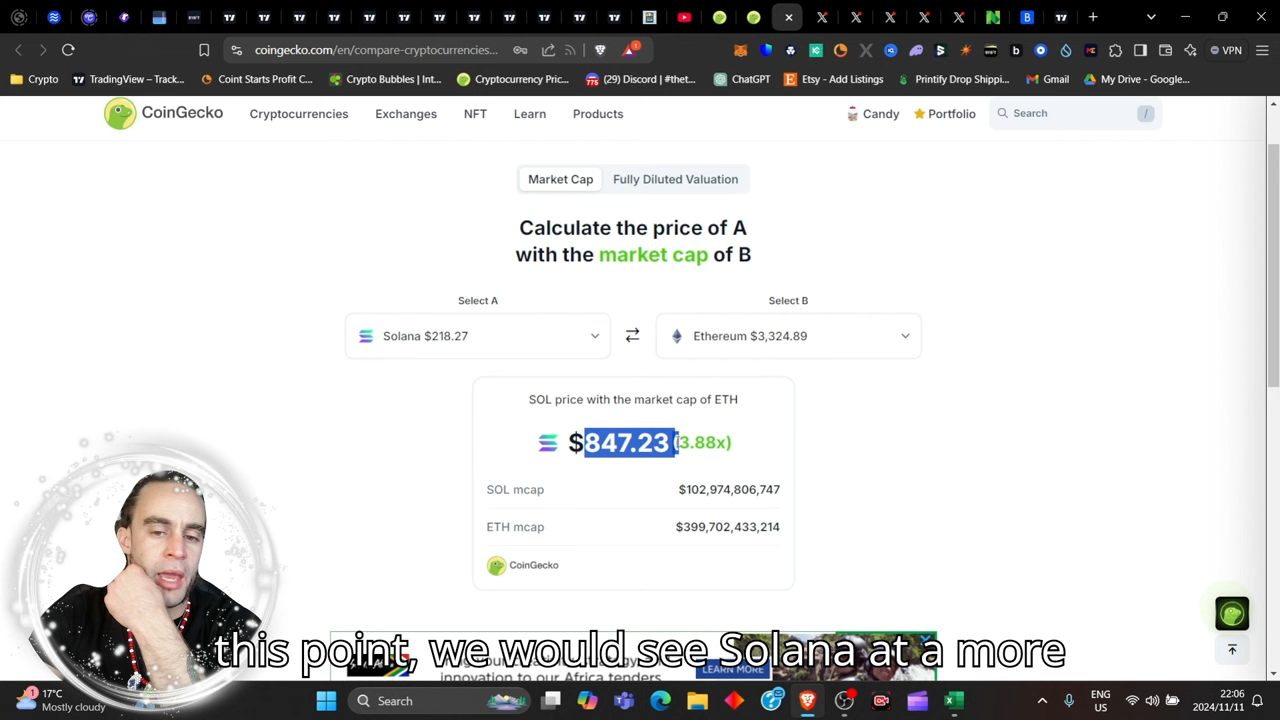 coingecko.com/en/compare-cryptocurrencies...
VPN
Crypto
TradingView – Track...
Coint Starts Profit C...
Crypto Bubbles | Int...
Cryptocurrency Pric...
(29) Discord | #thet...
ChatGPT
Etsy - Add Listings
Printify Drop Shippi...
Gmail
My Drive - Google...
CoinGecko
Cryptocurrencies
Exchanges
NFT
Learn
Products
Candy
Portfolio
Search
/
Market Cap
Fully Diluted Valuation
Calculate the price of A
with the market cap of B
Select A
Select B
Solana $218.27
Ethereum $3,324.89
SOL price with the market cap of ETH
$847.23 (3.88x)
SOL mcap
$102,974,806,747
ETH mcap
$399,702,433,214
CoinGecko
this point, we would see Solana at a more
innovation to our Africa tenders
LEARN MORE
17°C
Mostly cloudy
Search
ENG
WE
22:06
2024/11/11